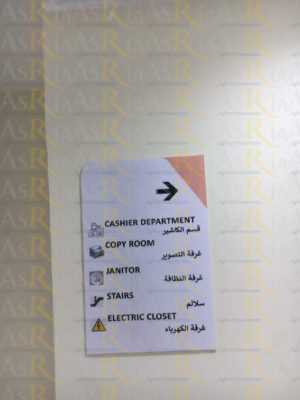 CASHIER DEPARTMENT
قسم الكاشير
COPY ROOM
غرفة التصوير
JANITOR
غرفة النظافة
STAIRS
سلالم
ELECTRIC CLOSET
غرفة الكهرباء